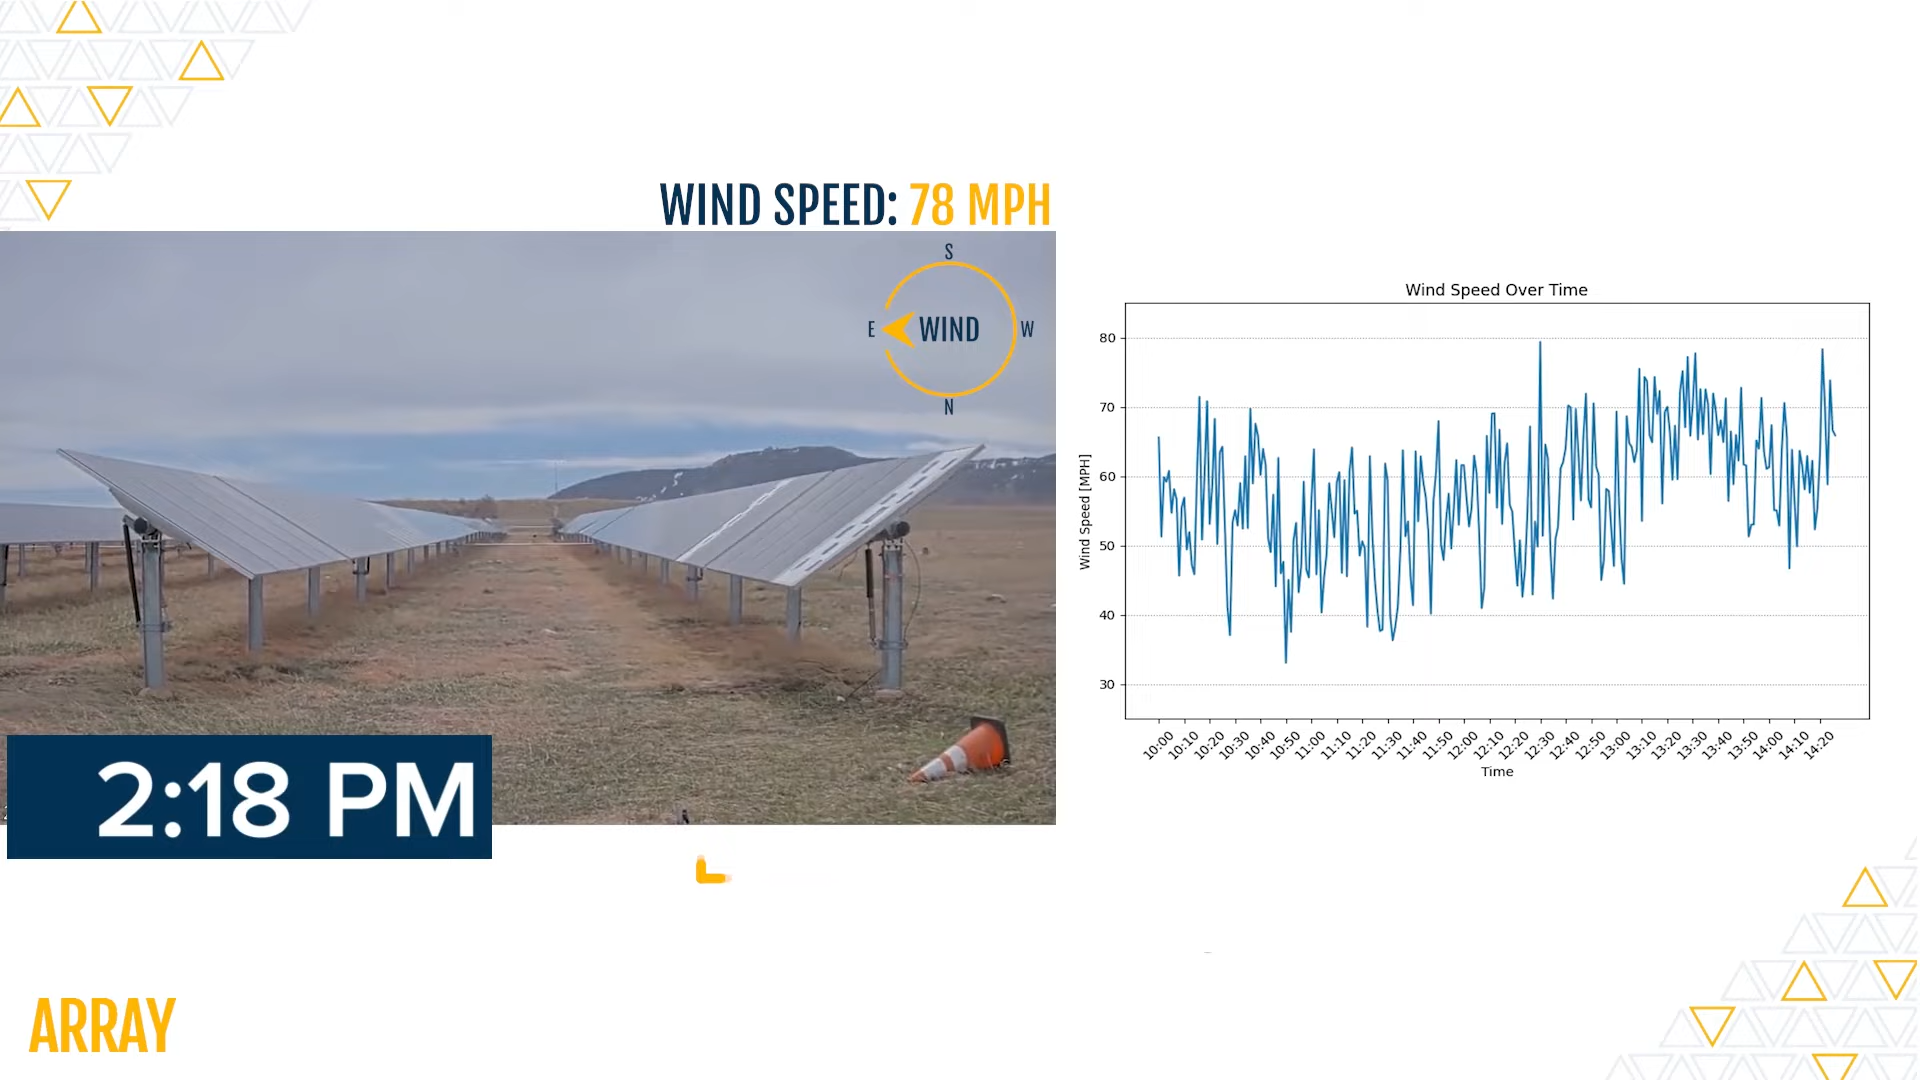 WIND SPEED: 78 MPH
S
E WIND W
N
2:18 PM
ARRAY
Wind Speed Over Time
Wind Speed [MPH]
80
70
60
50
40
30
10:00 10:10 10:20 10:30 10:40 10:50 11:00 11:10 11:20 11:30 11:40 11:50 12:00 12:10 12:20 12:30 12:40 12:50 13:00 13:10 13:20 13:30 13:40 13:50 14:00 14:10 14:20
Time